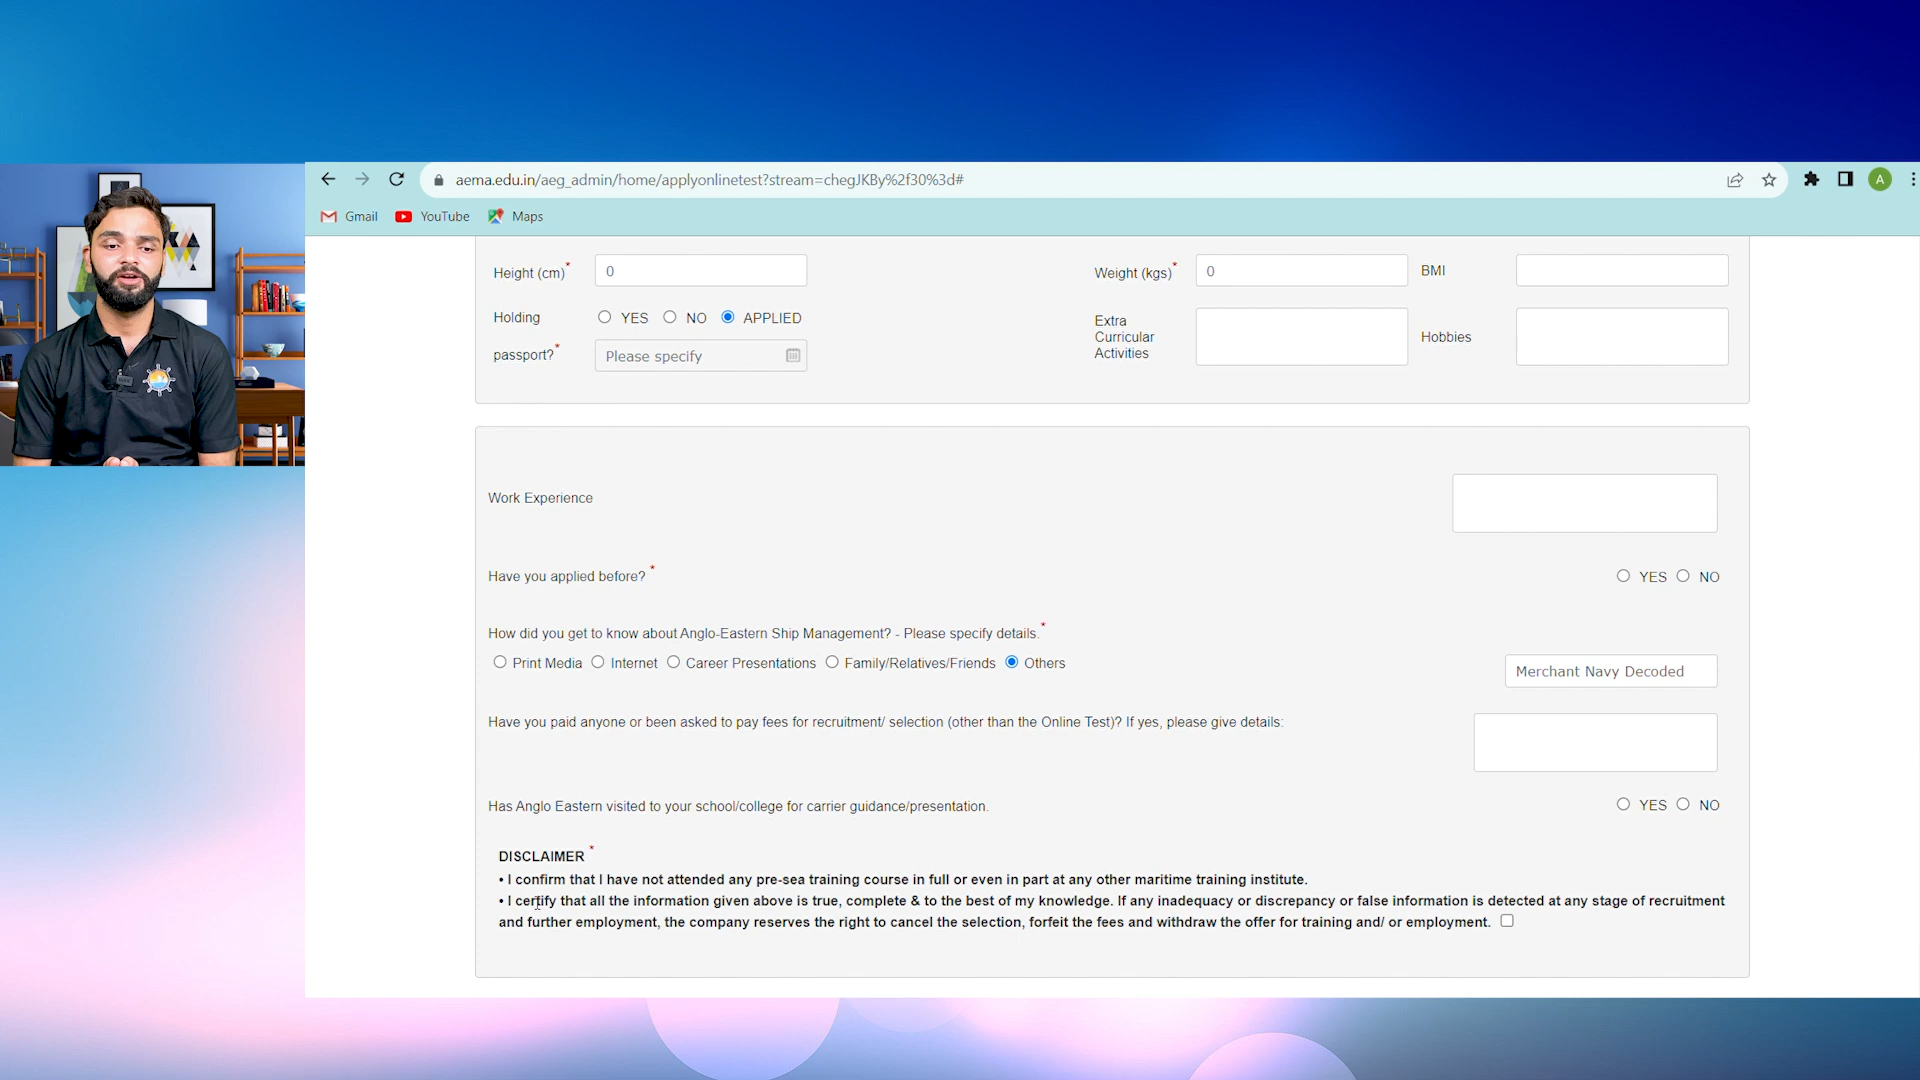 aema.edu.in/aeg_admin/home/applyonlinetest?stream=chegJKBy%2f30%3d#
A
Gmail YouTube Maps
Height (cm)* 0
Weight (kgs)* 0
BMI
Holding passport?*
YES NO APPLIED
Please specify
Extra
Curricular
Activities
Hobbies
Work Experience
Have you applied before? *
YES NO
How did you get to know about Anglo-Eastern Ship Management? - Please specify details.*
Print Media Internet Career Presentations Family/Relatives/Friends Others
Merchant Navy Decoded
Have you paid anyone or been asked to pay fees for recruitment/ selection (other than the Online Test)? If yes, please give details:
Has Anglo Eastern visited to your school/college for carrier guidance/presentation.
YES NO
DISCLAIMER *
• I confirm that I have not attended any pre-sea training course in full or even in part at any other maritime training institute.
• I certify that all the information given above is true, complete & to the best of my knowledge. If any inadequacy or discrepancy or false information is detected at any stage of recruitment
and further employment, the company reserves the right to cancel the selection, forfeit the fees and withdraw the offer for training and/ or employment.